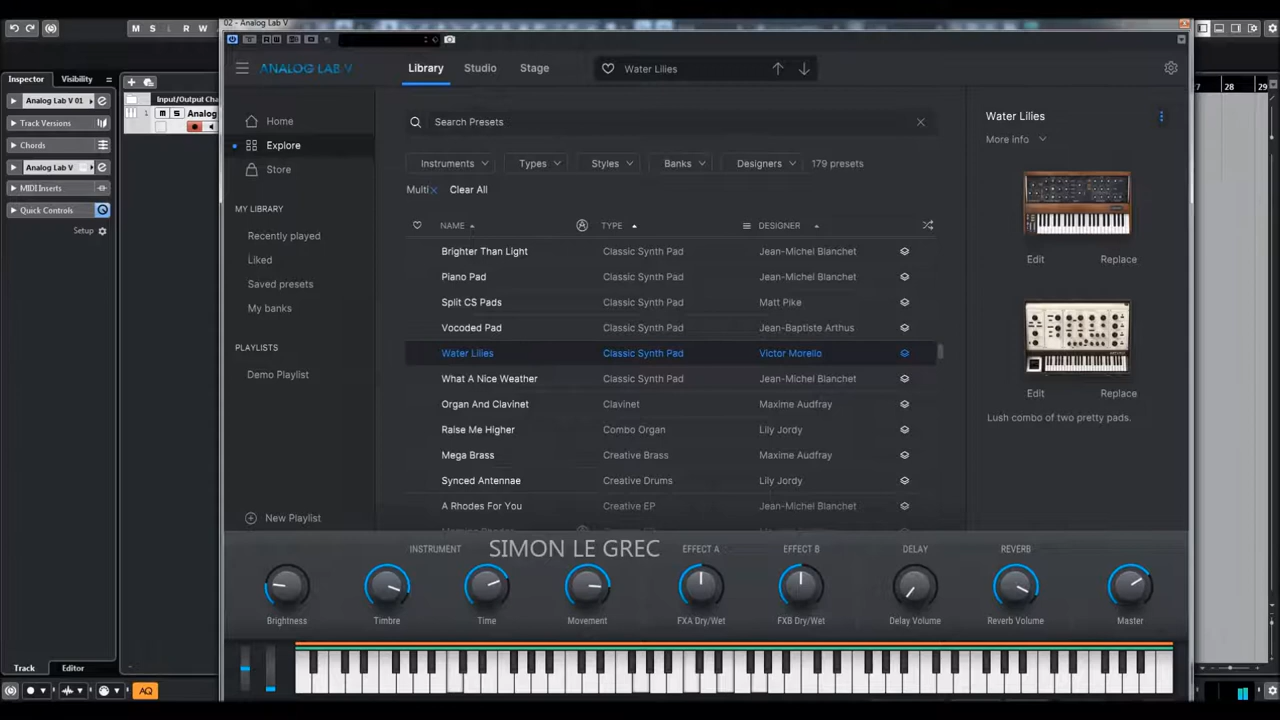 02 - Analog Lab V
M S L R W
ANALOG LAB V
Library Studio Stage
Water Lilies
Inspector Visibility
Analog Lab V 01
Track Versions
Chords
Analog Lab V
MIDI Inserts
Quick Controls
Setup
Input/Output Cha
1 m S Analog
28 29
Home
Explore
Store
MY LIBRARY
Recently played
Liked
Saved presets
My banks
PLAYLISTS
Demo Playlist
New Playlist
Search Presets
Instruments Types Styles Banks Designers 179 presets
Multi× Clear All
NAME TYPE DESIGNER
Brighter Than Light Classic Synth Pad Jean-Michel Blanchet
Piano Pad Classic Synth Pad Jean-Michel Blanchet
Split CS Pads Classic Synth Pad Matt Pike
Vocoded Pad Classic Synth Pad Jean-Baptiste Arthus
Water Lilies Classic Synth Pad Victor Morello
What A Nice Weather Classic Synth Pad Jean-Michel Blanchet
Organ And Clavinet Clavinet Maxime Audfray
Raise Me Higher Combo Organ Lily Jordy
Mega Brass Creative Brass Maxime Audfray
Synced Antennae Creative Drums Lily Jordy
A Rhodes For You Creative EP Jean-Michel Blanchet
Water Lilies
More info
Edit Replace
Edit Replace
Lush combo of two pretty pads.
INSTRUMENT EFFECT A EFFECT B DELAY REVERB
SIMON LE GREC
Brightness Timbre Time Movement FXA Dry/Wet FXB Dry/Wet Delay Volume Reverb Volume Master
Track Editor
AQ